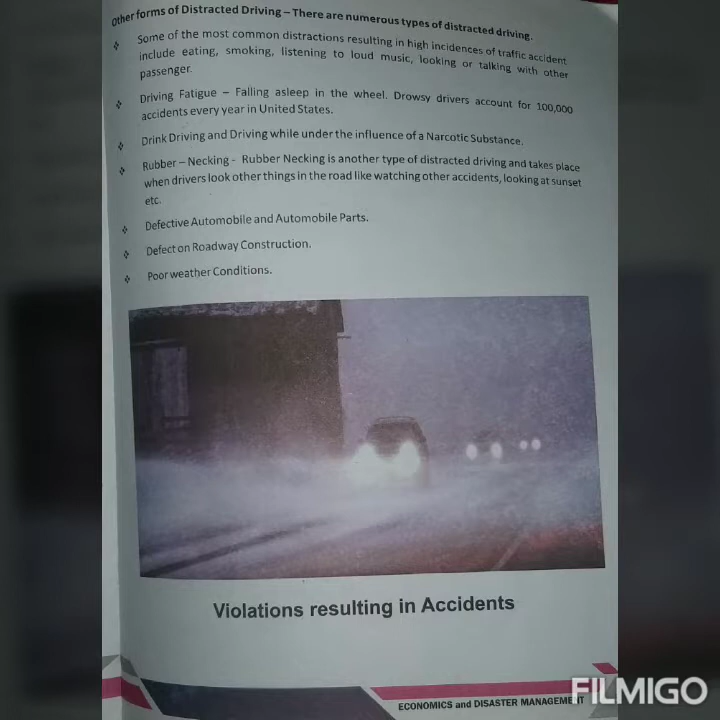 Other forms of Distracted Driving – There are numerous types of distracted driving.
❖ Some of the most common distractions resulting in high incidences of traffic accident
include eating, smoking, listening to loud music, looking or talking with other
passenger.
❖ Driving Fatigue – Falling asleep in the wheel. Drowsy drivers account for 100,000
accidents every year in United States.
❖ Drink Driving and Driving while under the influence of a Narcotic Substance.
❖ Rubber – Necking - Rubber Necking is another type of distracted driving and takes place
when drivers look other things in the road like watching other accidents, looking at sunset
etc.
❖ Defective Automobile and Automobile Parts.
❖ Defect on Roadway Construction.
❖ Poor weather Conditions.
Violations resulting in Accidents
ECONOMICS and DISASTER MANAGEMENT
FILMIGO